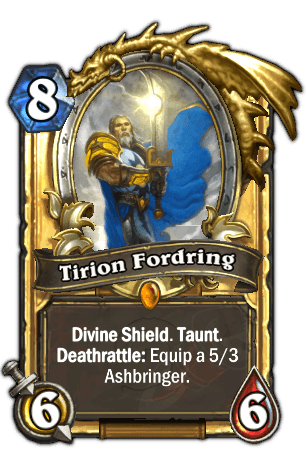 8
Tirion Fordring
Divine Shield. Taunt.
Deathrattle: Equip a 5/3
Ashbringer.
6
6